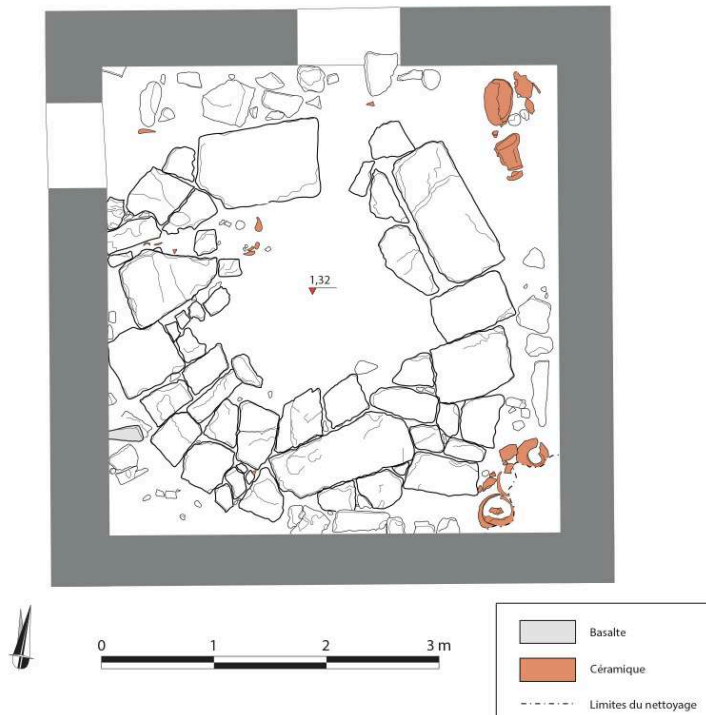 1,32
0 1 2 3 m
Basalte
Céramique
Limites du nettoyage